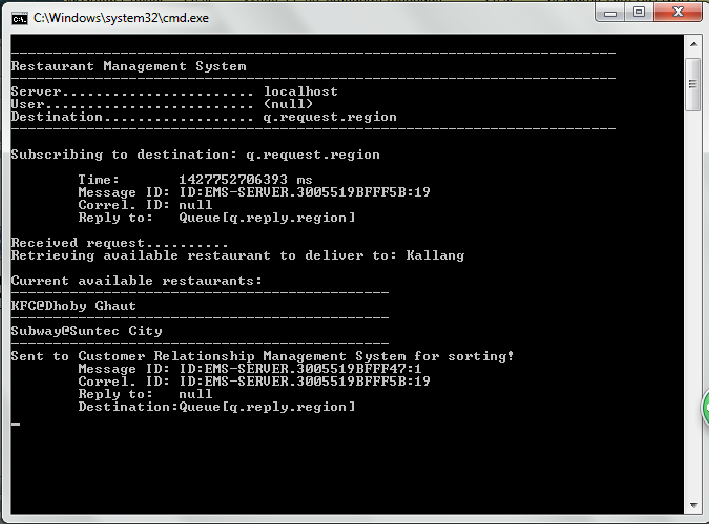 C:\Windows\system32\cmd.exe
------------------------------------------------------------------------
Restaurant Management System
------------------------------------------------------------------------
Server....................... localhost
User......................... (null)
Destination.................. q.request.region
------------------------------------------------------------------------
Subscribing to destination: q.request.region
Time: 1427752706393 ms
Message ID: ID:EMS-SERVER.3005519BFFF5B:19
Correl. ID: null
Reply to: Queue[q.reply.region]
Received request..........
Retrieving available restaurant to deliver to: Kallang
Current available restaurants:
---------------------------------------------
KFC@Dhoby Ghaut
---------------------------------------------
Subway@Suntec City
---------------------------------------------
Sent to Customer Relationship Management System for sorting!
Message ID: ID:EMS-SERVER.3005519BFFF47:1
Correl. ID: ID:EMS-SERVER.3005519BFFF5B:19
Reply to: null
Destination:Queue[q.reply.region]